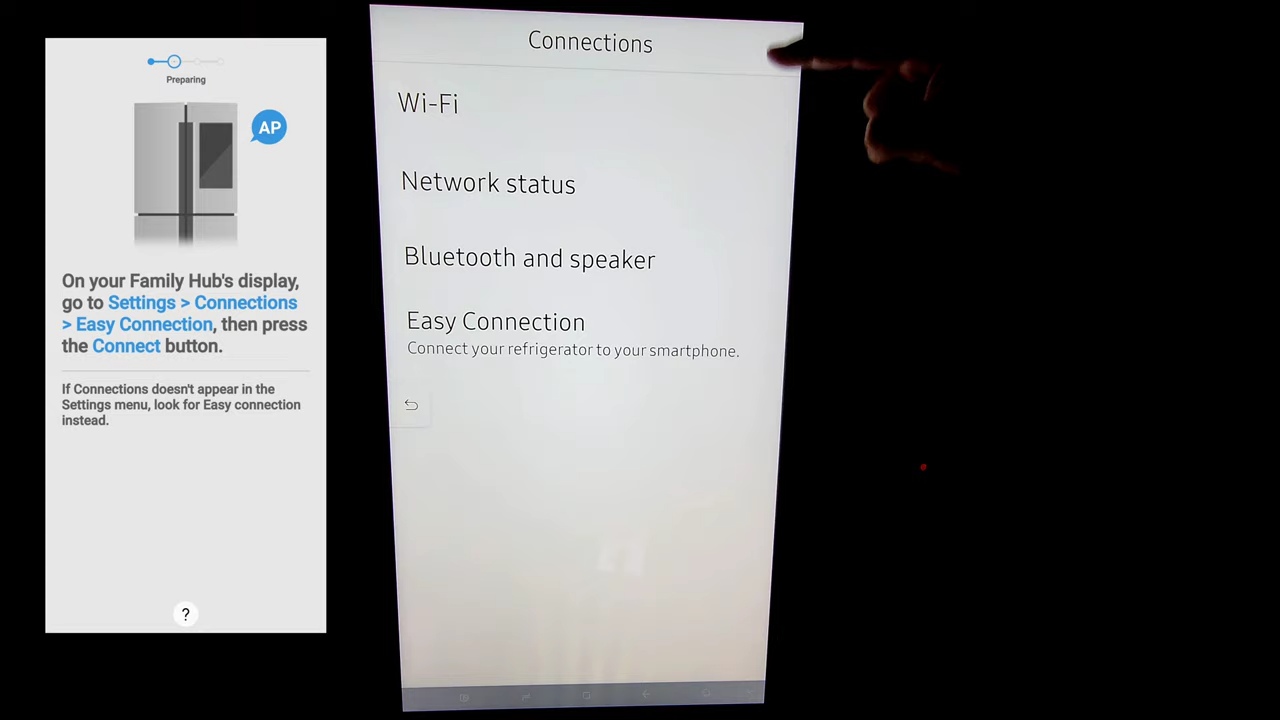 Preparing
AP
On your Family Hub's display,
go to Settings > Connections
> Easy Connection, then press
the Connect button.
If Connections doesn't appear in the
Settings menu, look for Easy connection
instead.
?
Connections
Wi-Fi
Network status
Bluetooth and speaker
Easy Connection
Connect your refrigerator to your smartphone.